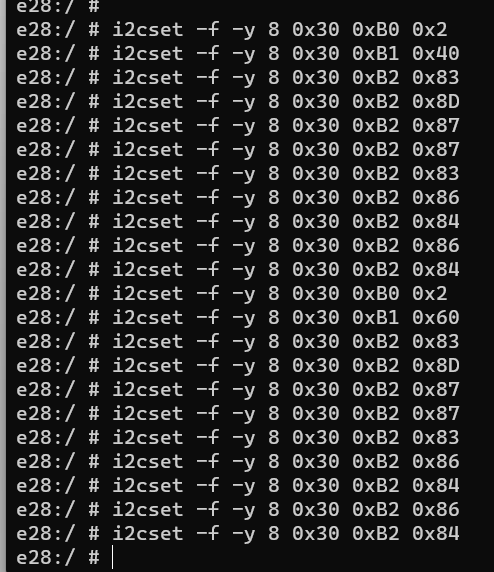 e28:/ #
e28:/ # i2cset -f -y 8 0x30 0xB0 0x2
e28:/ # i2cset -f -y 8 0x30 0xB1 0x40
e28:/ # i2cset -f -y 8 0x30 0xB2 0x83
e28:/ # i2cset -f -y 8 0x30 0xB2 0x8D
e28:/ # i2cset -f -y 8 0x30 0xB2 0x87
e28:/ # i2cset -f -y 8 0x30 0xB2 0x87
e28:/ # i2cset -f -y 8 0x30 0xB2 0x83
e28:/ # i2cset -f -y 8 0x30 0xB2 0x86
e28:/ # i2cset -f -y 8 0x30 0xB2 0x84
e28:/ # i2cset -f -y 8 0x30 0xB2 0x86
e28:/ # i2cset -f -y 8 0x30 0xB2 0x84
e28:/ # i2cset -f -y 8 0x30 0xB0 0x2
e28:/ # i2cset -f -y 8 0x30 0xB1 0x60
e28:/ # i2cset -f -y 8 0x30 0xB2 0x83
e28:/ # i2cset -f -y 8 0x30 0xB2 0x8D
e28:/ # i2cset -f -y 8 0x30 0xB2 0x87
e28:/ # i2cset -f -y 8 0x30 0xB2 0x87
e28:/ # i2cset -f -y 8 0x30 0xB2 0x83
e28:/ # i2cset -f -y 8 0x30 0xB2 0x86
e28:/ # i2cset -f -y 8 0x30 0xB2 0x84
e28:/ # i2cset -f -y 8 0x30 0xB2 0x86
e28:/ # i2cset -f -y 8 0x30 0xB2 0x84
e28:/ #